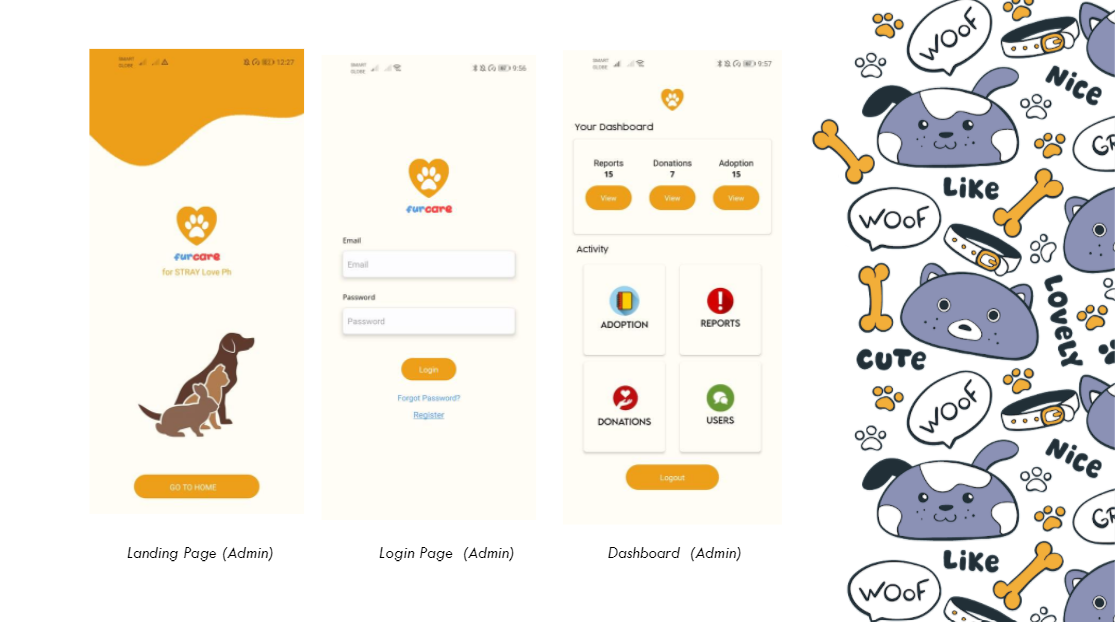 SMART
GLOBE
12:27
furcare
for STRAY Love Ph
GO TO HOME
Landing Page (Admin)
SMART
GLOBE
9:56
furcare
Email
Email
Password
Password
Login
Forgot Password?
Register
Login Page (Admin)
SMART
GLOBE
9:57
Your Dashboard
Reports Donations Adoption
15 7 15
View View View
Activity
ADOPTION REPORTS
DONATIONS USERS
Logout
Dashboard (Admin)
WOOF
NICE
LIKE
WOOF
LOVELY
CUTE
WOOF
NICE
LIKE
WOOF